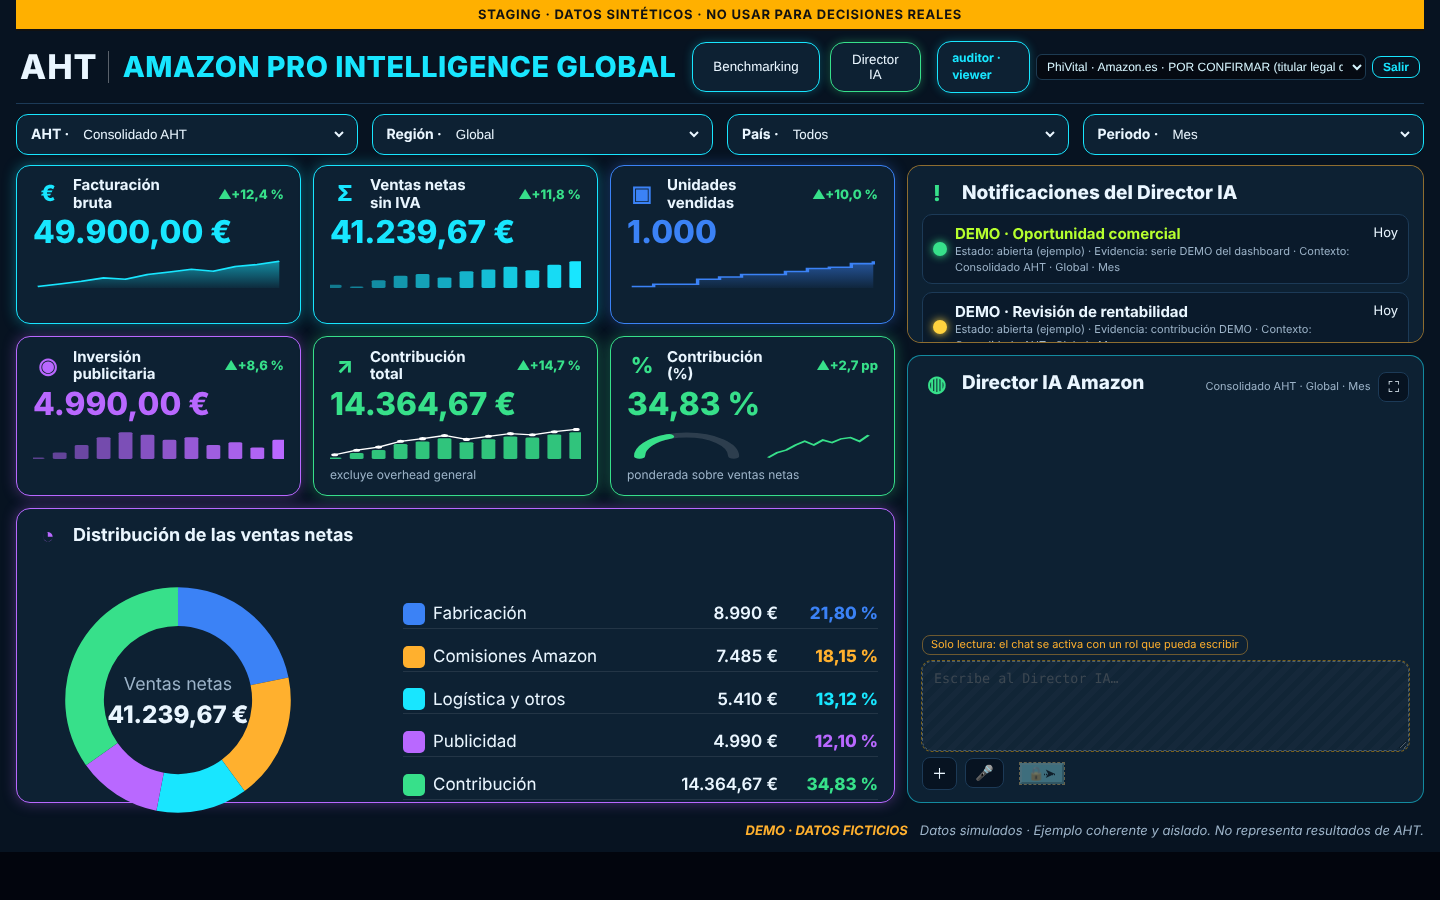 STAGING · DATOS SINTÉTICOS · NO USAR PARA DECISIONES REALES
AHT
AMAZON PRO INTELLIGENCE GLOBAL
Benchmarking
Director
IA
auditor ·
viewer
PhiVital · Amazon.es · POR CONFIRMAR (titular legal c
Salir
AHT · Consolidado AHT
Región · Global
País · Todos
Periodo · Mes
€ Facturación
bruta
▲+12,4 %
49.900,00 €
Σ Ventas netas
sin IVA
▲+11,8 %
41.239,67 €
Unidades
vendidas
▲+10,0 %
1.000
Inversión
publicitaria
▲+8,6 %
4.990,00 €
Contribución
total
▲+14,7 %
14.364,67 €
excluye overhead general
% Contribución
(%)
▲+2,7 pp
34,83 %
ponderada sobre ventas netas
Distribución de las ventas netas
Ventas netas
41.239,67 €
Fabricación 8.990 € 21,80 %
Comisiones Amazon 7.485 € 18,15 %
Logística y otros 5.410 € 13,12 %
Publicidad 4.990 € 12,10 %
Contribución 14.364,67 € 34,83 %
! Notificaciones del Director IA
DEMO · Oportunidad comercial Hoy
Estado: abierta (ejemplo) · Evidencia: serie DEMO del dashboard · Contexto:
Consolidado AHT · Global · Mes
DEMO · Revisión de rentabilidad Hoy
Estado: abierta (ejemplo) · Evidencia: contribución DEMO · Contexto:
Director IA Amazon
Consolidado AHT · Global · Mes
Solo lectura: el chat se activa con un rol que pueda escribir
Escribe al Director IA…
+
DEMO · DATOS FICTICIOS Datos simulados · Ejemplo coherente y aislado. No representa resultados de AHT.